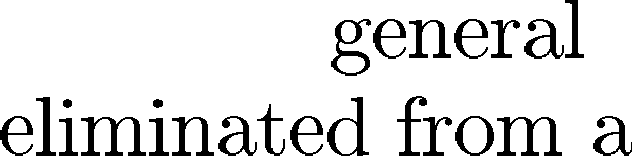 general
eliminated from a